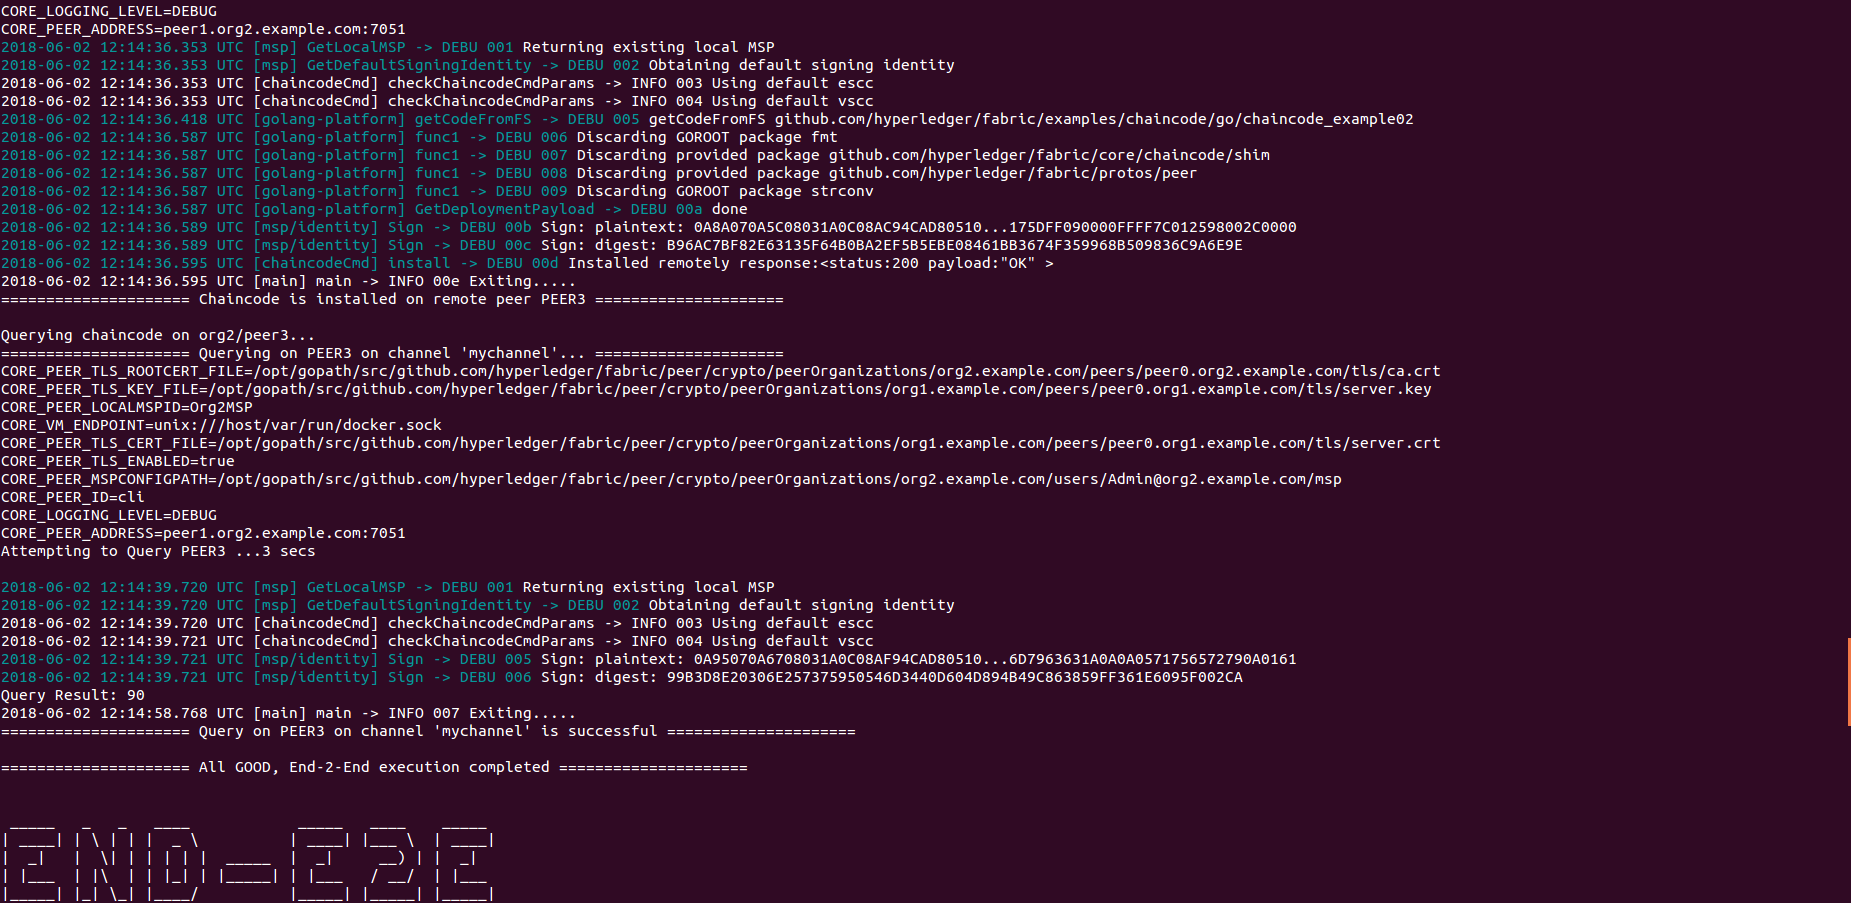 CORE_LOGGING_LEVEL=DEBUG
CORE_PEER_ADDRESS=peer1.org2.example.com:7051
2018-06-02 12:14:36.353 UTC [msp] GetLocalMSP -> DEBU 001 Returning existing local MSP
2018-06-02 12:14:36.353 UTC [msp] GetDefaultSigningIdentity -> DEBU 002 Obtaining default signing identity
2018-06-02 12:14:36.353 UTC [chaincodeCmd] checkChaincodeCmdParams -> INFO 003 Using default escc
2018-06-02 12:14:36.353 UTC [chaincodeCmd] checkChaincodeCmdParams -> INFO 004 Using default vscc
2018-06-02 12:14:36.418 UTC [golang-platform] getCodeFromFS -> DEBU 005 getCodeFromFS github.com/hyperledger/fabric/examples/chaincode/go/chaincode_example02
2018-06-02 12:14:36.587 UTC [golang-platform] func1 -> DEBU 006 Discarding GOROOT package fmt
2018-06-02 12:14:36.587 UTC [golang-platform] func1 -> DEBU 007 Discarding provided package github.com/hyperledger/fabric/core/chaincode/shim
2018-06-02 12:14:36.587 UTC [golang-platform] func1 -> DEBU 008 Discarding provided package github.com/hyperledger/fabric/protos/peer
2018-06-02 12:14:36.587 UTC [golang-platform] func1 -> DEBU 009 Discarding GOROOT package strconv
2018-06-02 12:14:36.587 UTC [golang-platform] GetDeploymentPayload -> DEBU 00a done
2018-06-02 12:14:36.589 UTC [msp/identity] Sign -> DEBU 00b Sign: plaintext: 0A8A070A5C08031A0C08AC94CAD80510...175DFF090000FFFF7C012598002C0000
2018-06-02 12:14:36.589 UTC [msp/identity] Sign -> DEBU 00c Sign: digest: B96AC7BF82E63135F64B0BA2EF5B5EBE08461BB3674F359968B509836C9A6E9E
2018-06-02 12:14:36.595 UTC [chaincodeCmd] install -> DEBU 00d Installed remotely response:<status:200 payload:"OK" >
2018-06-02 12:14:36.595 UTC [main] main -> INFO 00e Exiting.....
===================== Chaincode is installed on remote peer PEER3 =====================
Querying chaincode on org2/peer3...
===================== Querying on PEER3 on channel 'mychannel'... =====================
CORE_PEER_TLS_ROOTCERT_FILE=/opt/gopath/src/github.com/hyperledger/fabric/peer/crypto/peerOrganizations/org2.example.com/peers/peer0.org2.example.com/tls/ca.crt
CORE_PEER_TLS_KEY_FILE=/opt/gopath/src/github.com/hyperledger/fabric/peer/crypto/peerOrganizations/org1.example.com/peers/peer0.org1.example.com/tls/server.key
CORE_PEER_LOCALMSPID=Org2MSP
CORE_VM_ENDPOINT=unix:///host/var/run/docker.sock
CORE_PEER_TLS_CERT_FILE=/opt/gopath/src/github.com/hyperledger/fabric/peer/crypto/peerOrganizations/org1.example.com/peers/peer0.org1.example.com/tls/server.crt
CORE_PEER_TLS_ENABLED=true
CORE_PEER_MSPCONFIGPATH=/opt/gopath/src/github.com/hyperledger/fabric/peer/crypto/peerOrganizations/org2.example.com/users/Admin@org2.example.com/msp
CORE_PEER_ID=cli
CORE_LOGGING_LEVEL=DEBUG
CORE_PEER_ADDRESS=peer1.org2.example.com:7051
Attempting to Query PEER3 ...3 secs
2018-06-02 12:14:39.720 UTC [msp] GetLocalMSP -> DEBU 001 Returning existing local MSP
2018-06-02 12:14:39.720 UTC [msp] GetDefaultSigningIdentity -> DEBU 002 Obtaining default signing identity
2018-06-02 12:14:39.720 UTC [chaincodeCmd] checkChaincodeCmdParams -> INFO 003 Using default escc
2018-06-02 12:14:39.721 UTC [chaincodeCmd] checkChaincodeCmdParams -> INFO 004 Using default vscc
2018-06-02 12:14:39.721 UTC [msp/identity] Sign -> DEBU 005 Sign: plaintext: 0A95070A6708031A0C08AF94CAD80510...6D7963631A0A0A0571756572790A0161
2018-06-02 12:14:39.721 UTC [msp/identity] Sign -> DEBU 006 Sign: digest: 99B3D8E20306E257375950546D3440D604D894B49C863859FF361E6095F002CA
Query Result: 90
2018-06-02 12:14:58.768 UTC [main] main -> INFO 007 Exiting.....
===================== Query on PEER3 on channel 'mychannel' is successful =====================
===================== All GOOD, End-2-End execution completed =====================
END-E2E